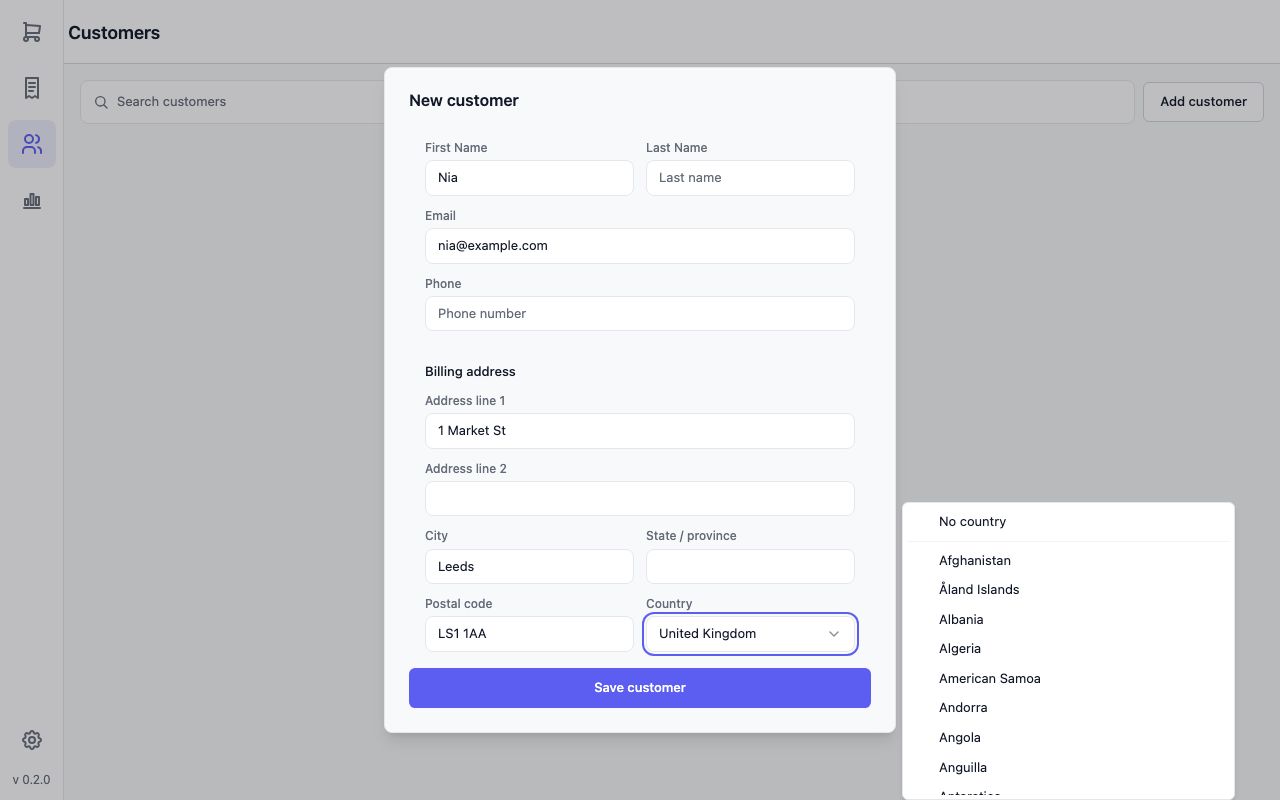 Customers
Search customers
Add customer
New customer
First Name
Last Name
Nia
Last name
Email
nia@example.com
Phone
Phone number
Billing address
Address line 1
1 Market St
Address line 2
City
State / province
Leeds
Postal code
Country
LS1 1AA
United Kingdom
Save customer
No country
Afghanistan
Åland Islands
Albania
Algeria
American Samoa
Andorra
Angola
Anguilla
v 0.2.0